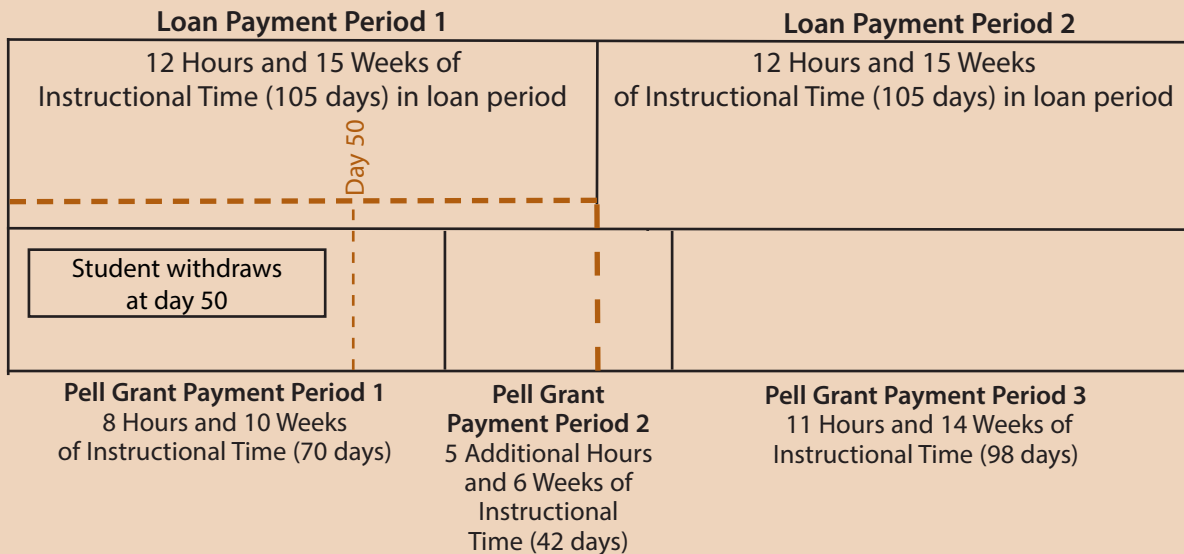 Loan Payment Period 1
Loan Payment Period 2
12 Hours and 15 Weeks of
Instructional Time (105 days) in loan period
12 Hours and 15 Weeks
of Instructional Time (105 days) in loan period
Day 50
Student withdraws
at day 50
Pell Grant Payment Period 1
8 Hours and 10 Weeks
of Instructional Time (70 days)
Pell Grant
Payment Period 2
5 Additional Hours
and 6 Weeks of
Instructional
Time (42 days)
Pell Grant Payment Period 3
11 Hours and 14 Weeks of
Instructional Time (98 days)